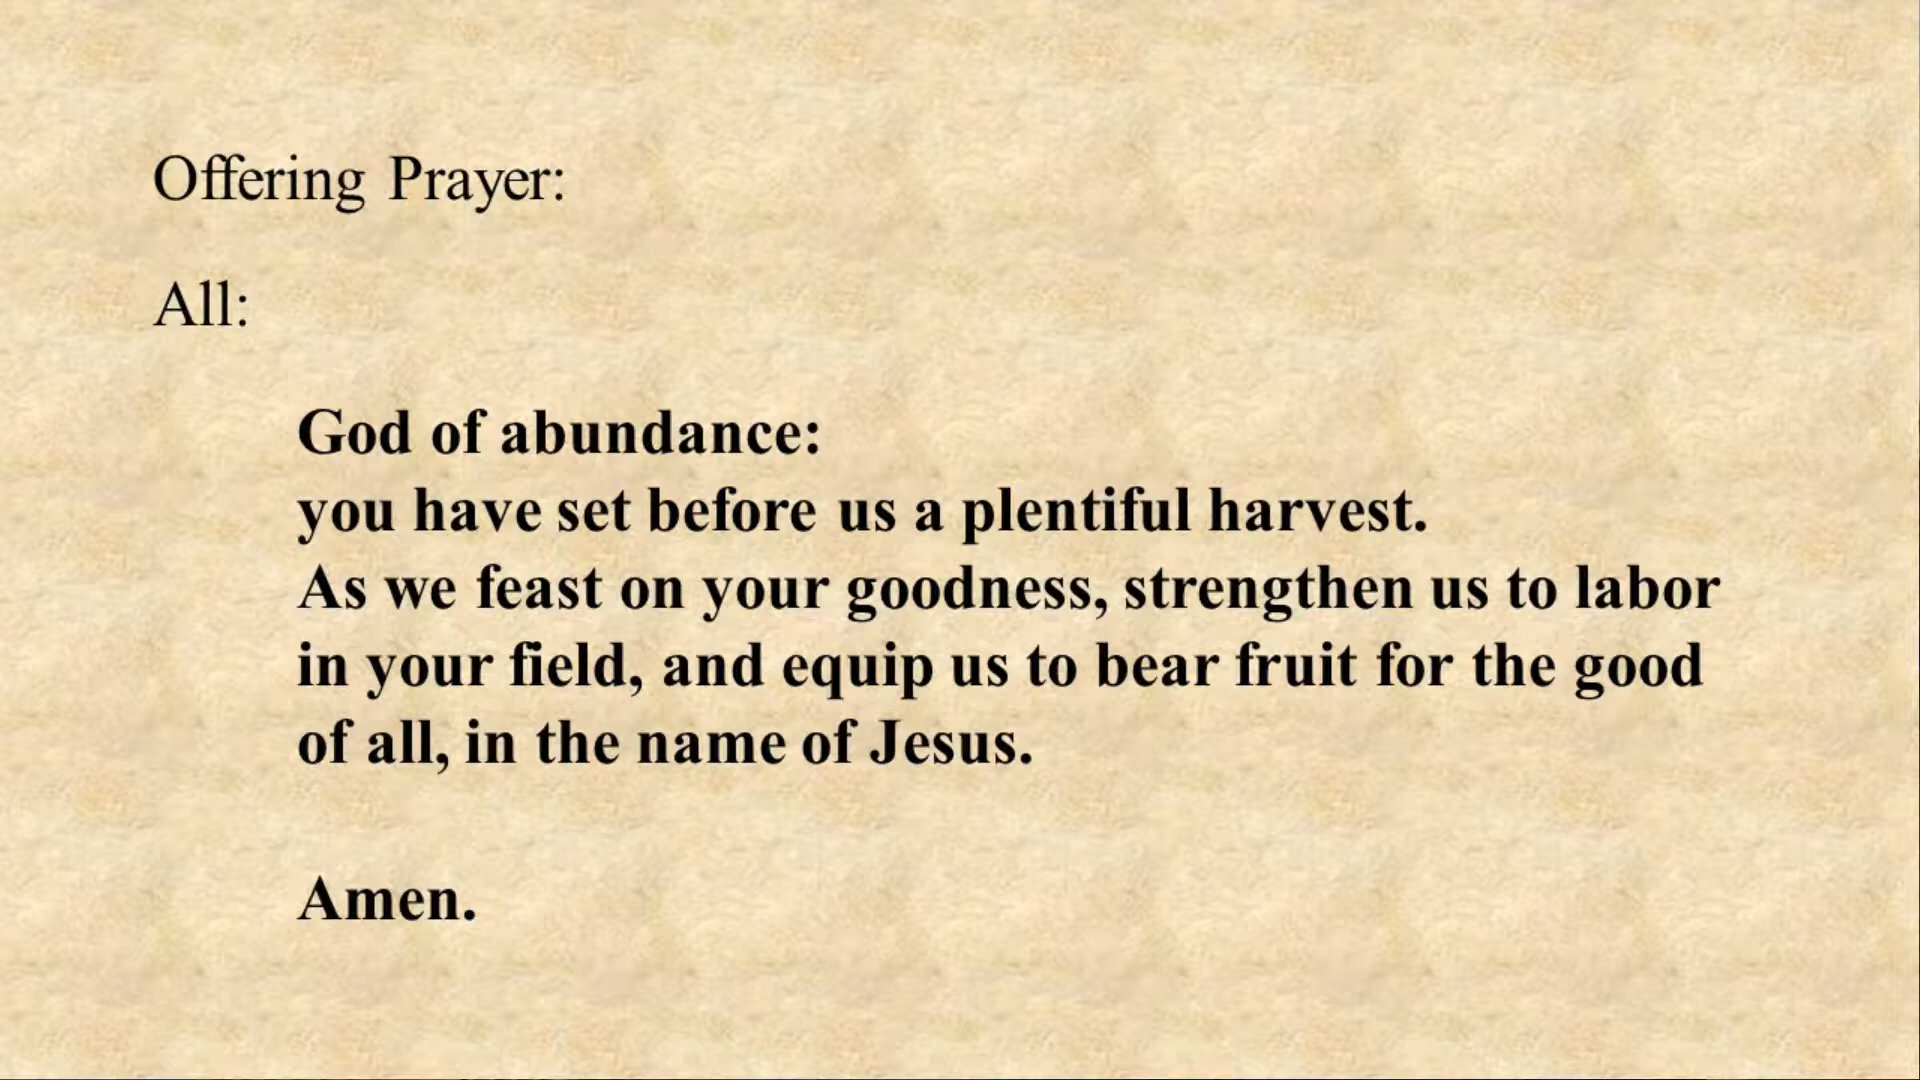 Offering Prayer:
All:
God of abundance:
you have set before us a plentiful harvest.
As we feast on your goodness, strengthen us to labor
in your field, and equip us to bear fruit for the good
of all, in the name of Jesus.
Amen.